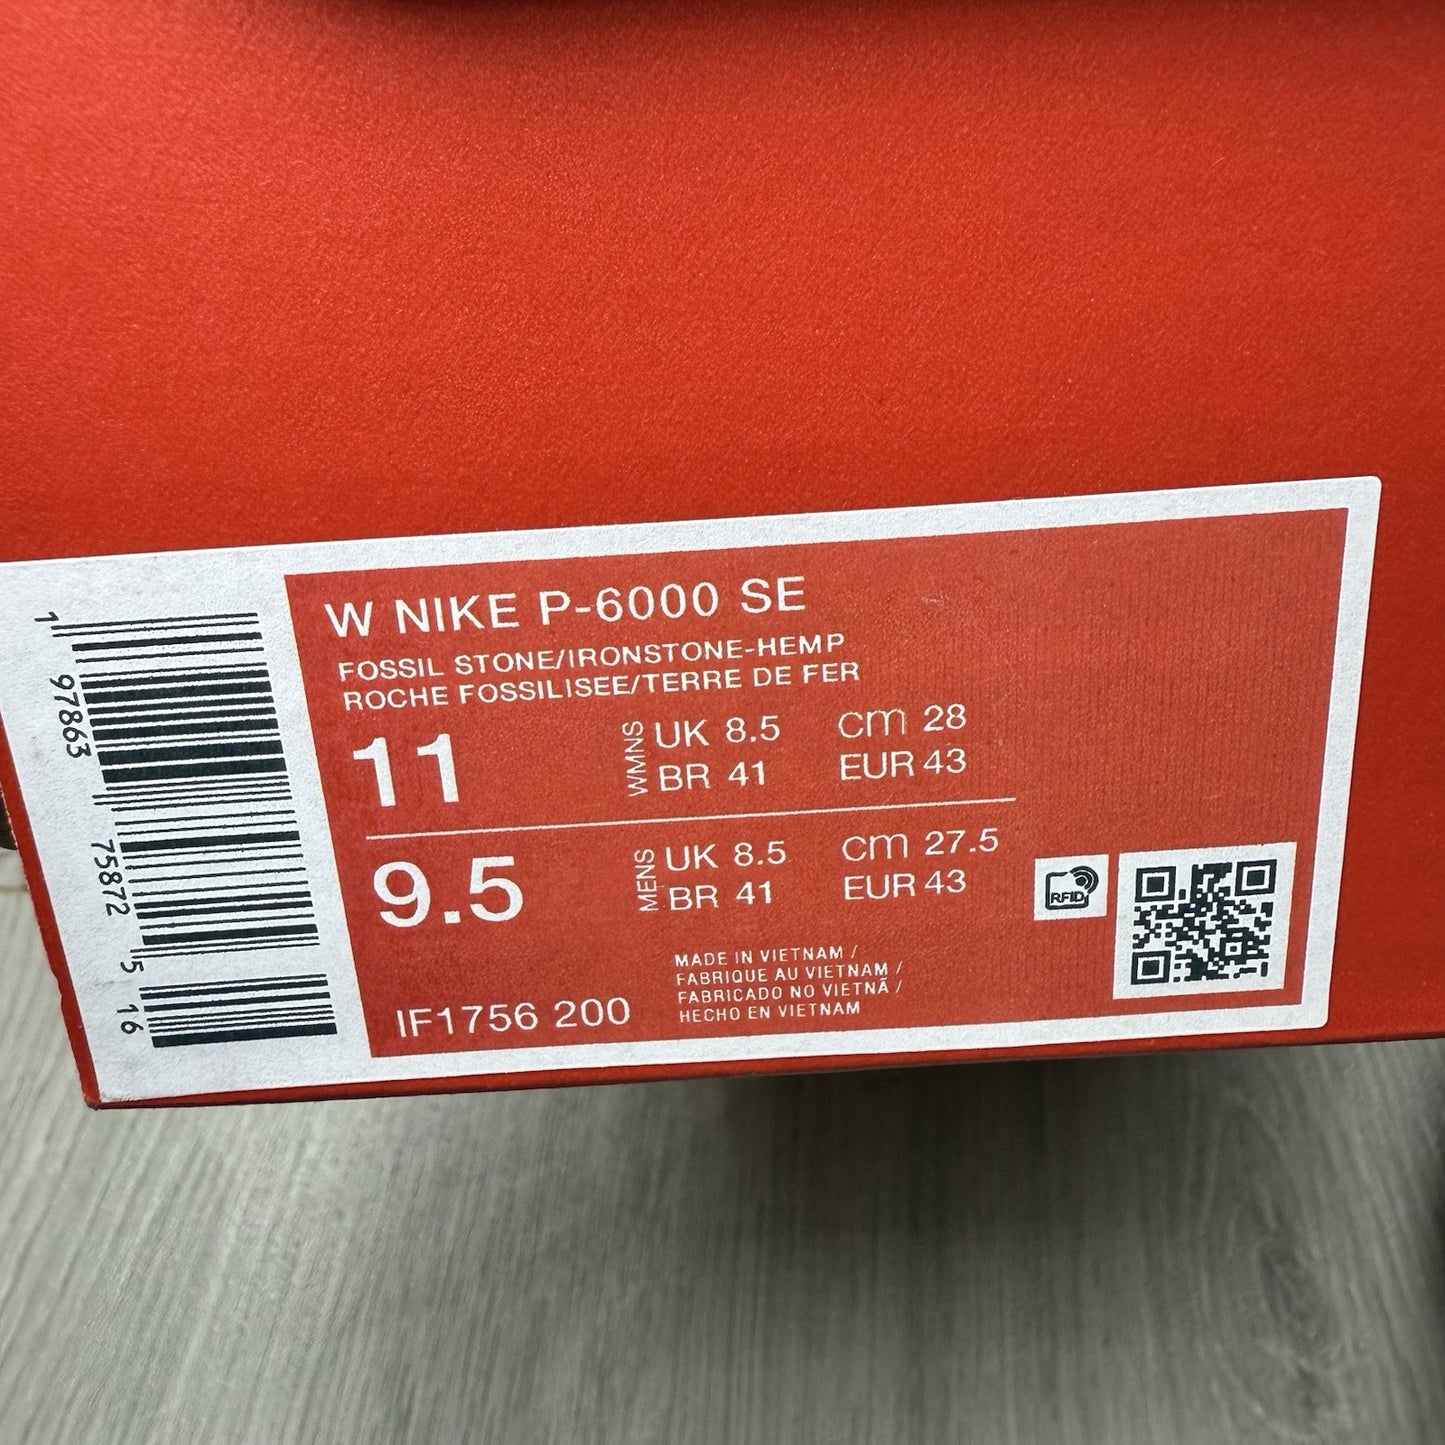 W NIKE P-6000 SE
FOSSIL STONE/IRONSTONE-HEMP
ROCHE FOSSILISEE/TERRE DE FER
11
WMNS
UK 8.5 cm 28
BR 41 EUR 43
9.5
MENS
UK 8.5 cm 27.5
BR 41 EUR 43
RFID
IF1756 200
MADE IN VIETNAM /
FABRIQUE AU VIETNAM /
FABRICADO NO VIETNÃ /
HECHO EN VIETNAM
1 97863 75872 5 16